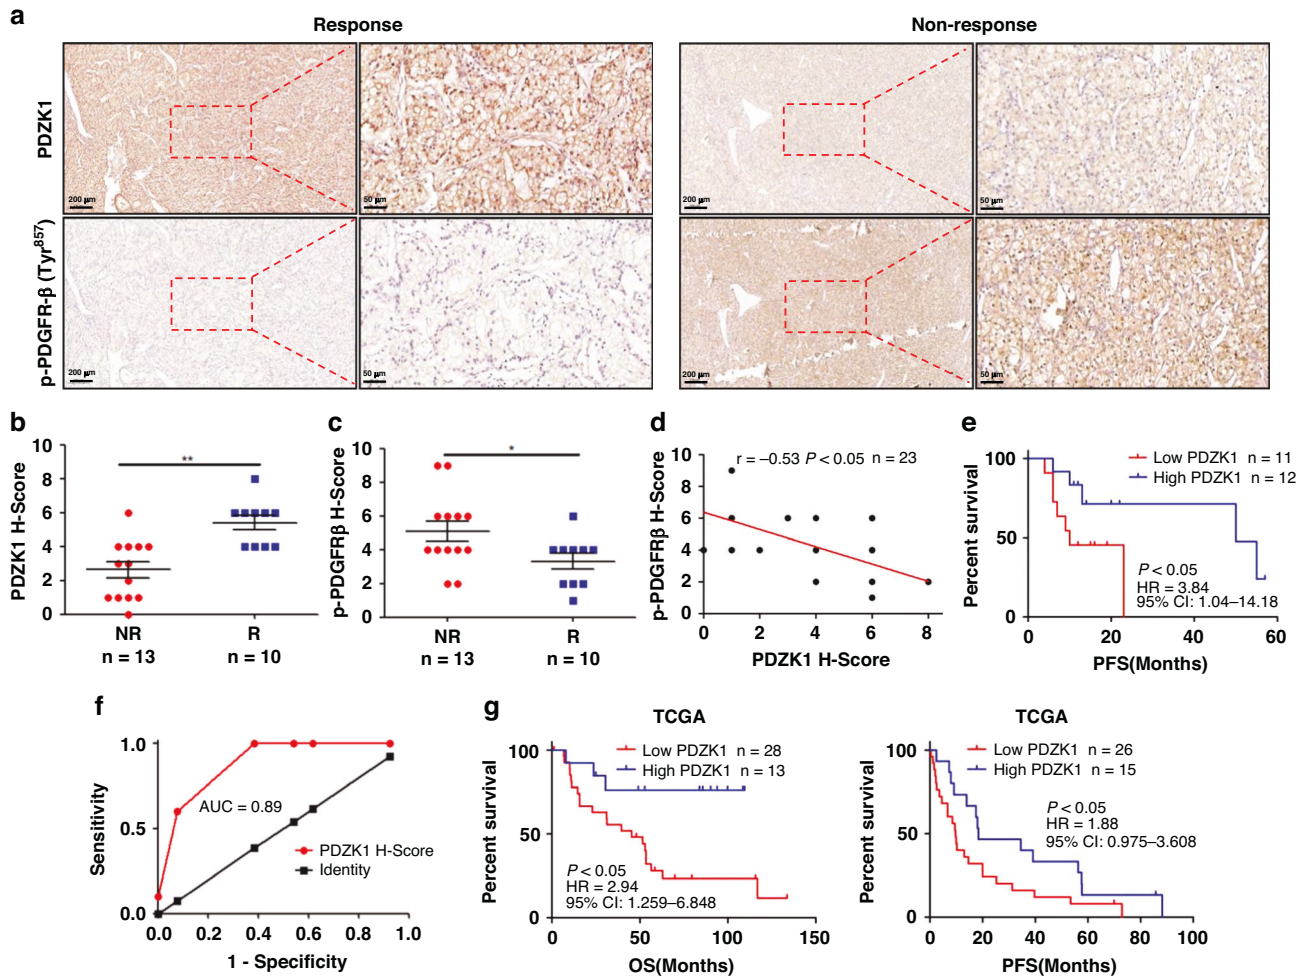 a
Response
Non-response
PDZK1
200 μm
50 μm
200 μm
50 μm
p-PDGFR-β (Tyr857)
200 μm
50 μm
200 μm
50 μm
b
PDZK1 H-Score
10
8
6
4
2
0
**
NR
R
n = 13
n = 10
c
p-PDGFRβ H-Score
10
8
6
4
2
0
*
NR
R
n = 13
n = 10
d
r = –0.53 P < 0.05 n = 23
p-PDGFRβ H-Score
10
8
6
4
2
0
0 2 4 6 8
PDZK1 H-Score
e
Low PDZK1 n = 11
High PDZK1 n = 12
Percent survival
100
50
0
P < 0.05
HR = 3.84
95% CI: 1.04–14.18
0 20 40 60
PFS(Months)
f
Sensitivity
1.0
0.5
0.0
AUC = 0.89
PDZK1 H-Score
Identity
0.0 0.2 0.4 0.6 0.8 1.0
1 - Specificity
g
TCGA
Low PDZK1 n = 28
High PDZK1 n = 13
Percent survival
100
50
0
P < 0.05
HR = 2.94
95% CI: 1.259–6.848
0 50 100 150
OS(Months)
TCGA
Low PDZK1 n = 26
High PDZK1 n = 15
Percent survival
100
50
0
P < 0.05
HR = 1.88
95% CI: 0.975–3.608
0 20 40 60 80 100
PFS(Months)